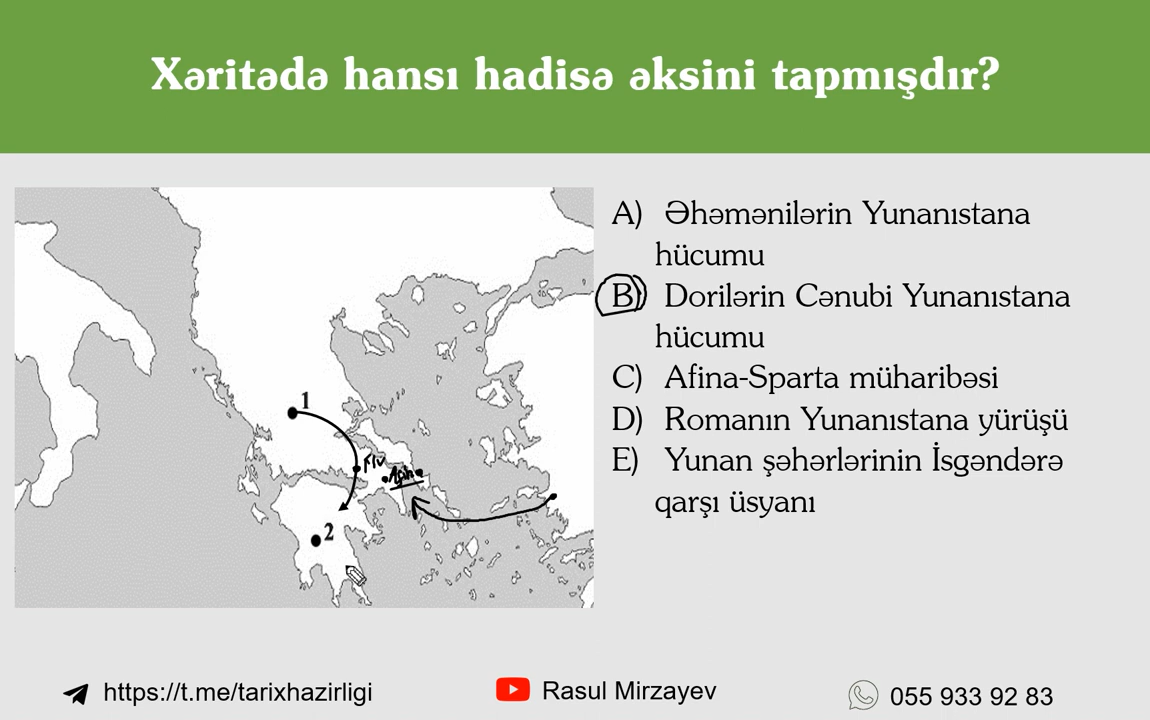 Xəritədə hansı hadisə əksini tapmışdır?
1
2
A) Əhəmənilərin Yunanıstana
hücumu
B) Dorilərin Cənubi Yunanıstana
hücumu
C) Afina-Sparta müharibəsi
D) Romanın Yunanıstana yürüşü
E) Yunan şəhərlərinin İsgəndərə
qarşı üsyanı
https://t.me/tarixhazirligi
Rasul Mirzayev
055 933 92 83